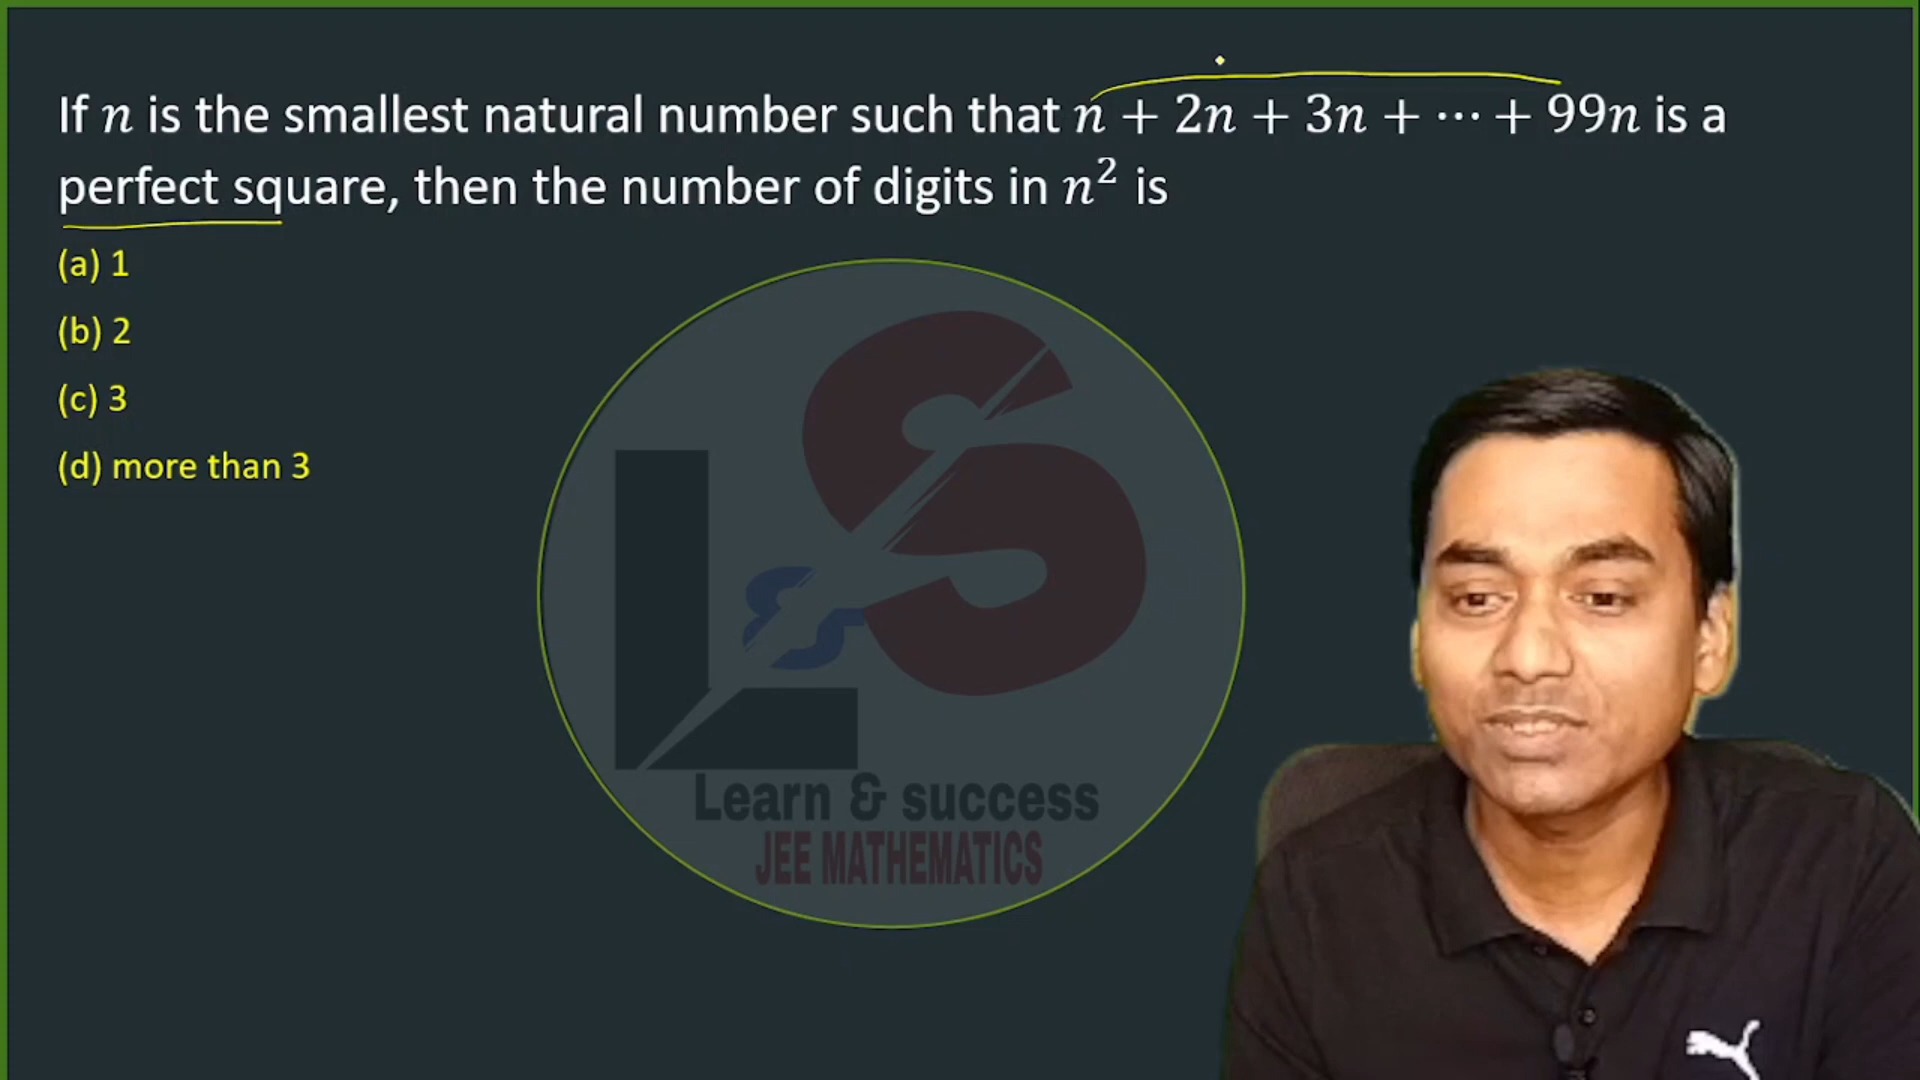 If n is the smallest natural number such that n + 2n + 3n + ⋯ + 99n is a
perfect square, then the number of digits in n² is
(a) 1
(b) 2
(c) 3
(d) more than 3
L&S
Learn & success
JEE MATHEMATICS